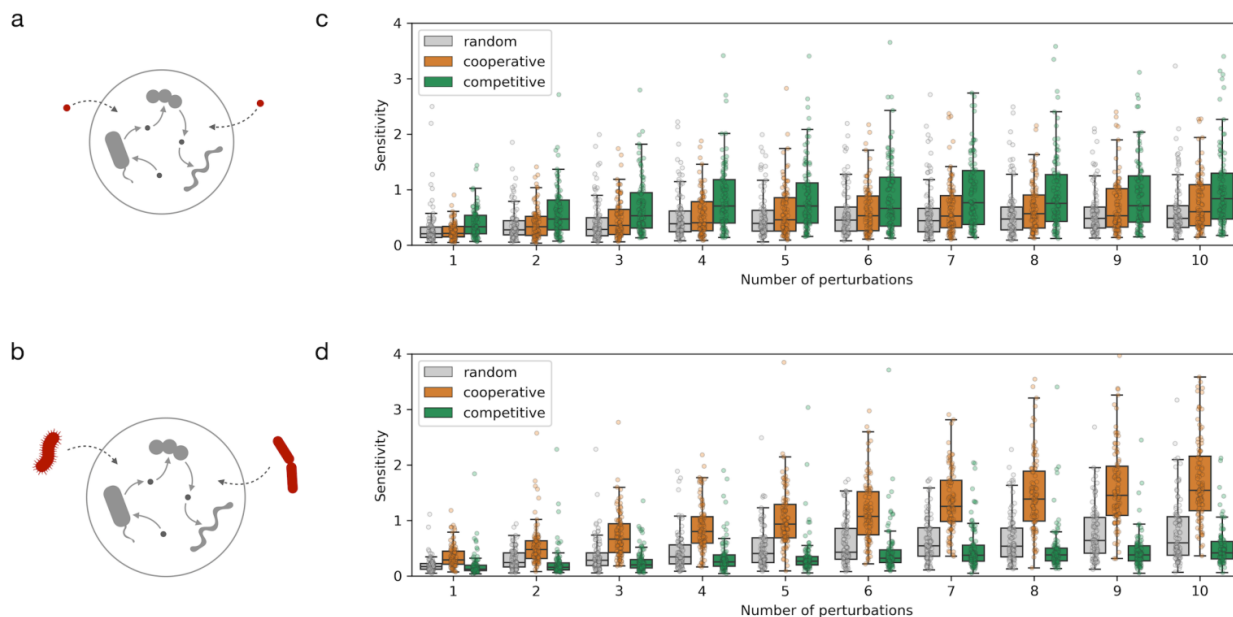 a
c
4
3
2
1
0
Sensitivity
random
cooperative
competitive
1 2 3 4 5 6 7 8 9 10
Number of perturbations
b
d
4
3
2
1
0
Sensitivity
random
cooperative
competitive
1 2 3 4 5 6 7 8 9 10
Number of perturbations